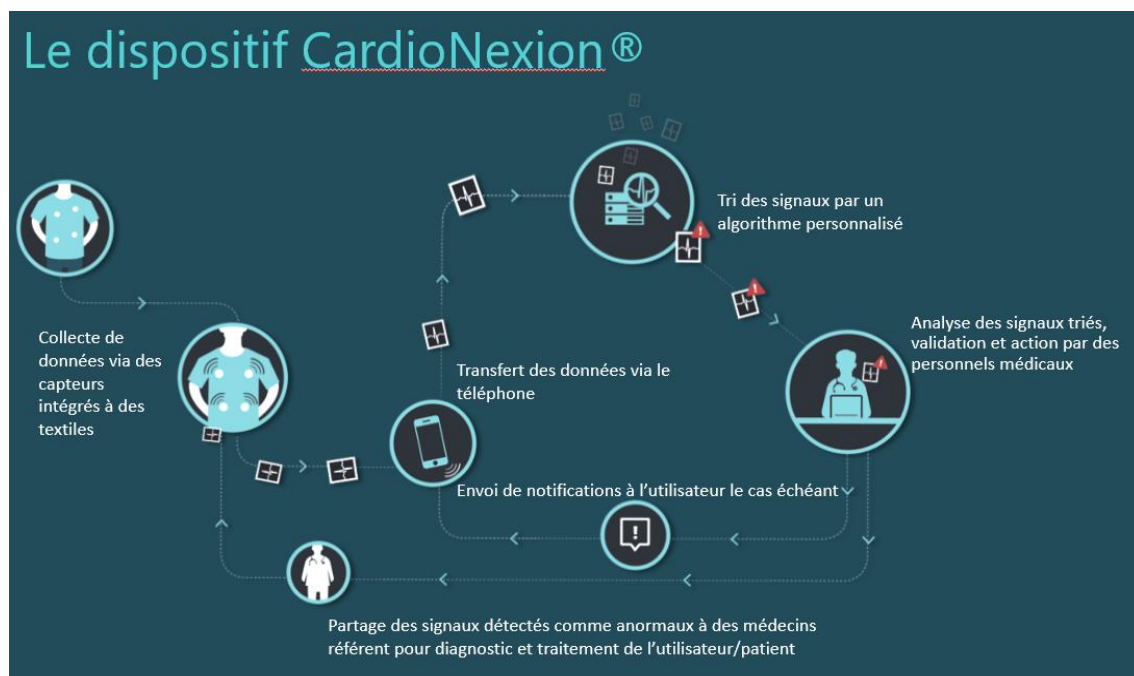 Le dispositif CardioNexion®
Tri des signaux par un
algorithme personnalisé
Collecte de
données via des
capteurs
intégrés à des
textiles
Transfert des données via le
téléphone
Analyse des signaux triés,
validation et action par des
personnels médicaux
Envoi de notifications à l’utilisateur le cas échéant
Partage des signaux détectés comme anormaux à des médecins
référent pour diagnostic et traitement de l’utilisateur/patient